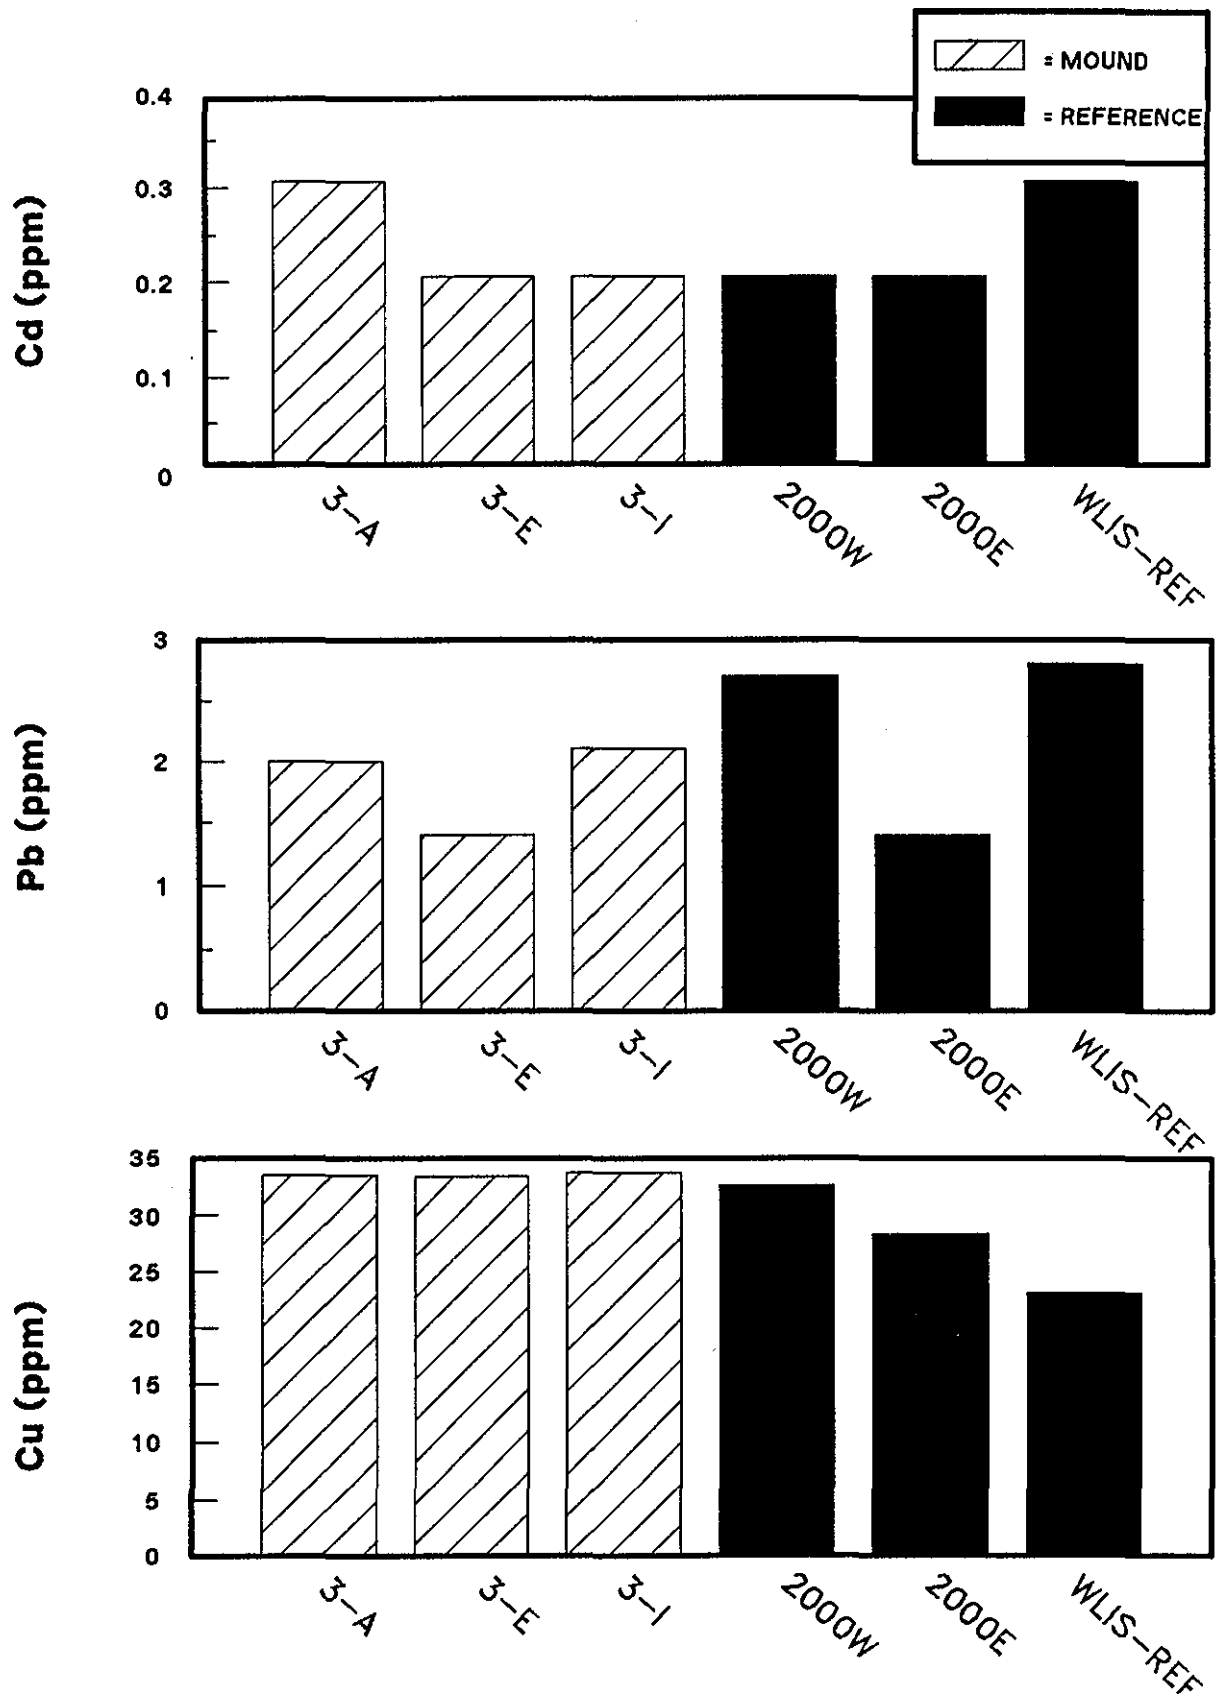 = MOUND
= REFERENCE
Cd (ppm)
0.4
0.3
0.2
0.1
0
3-A 3-E 3-I 2000W 2000E WLIS-REF
Pb (ppm)
3
2
1
0
3-A 3-E 3-I 2000W 2000E WLIS-REF
Cu (ppm)
35
30
25
20
15
10
5
0
3-A 3-E 3-I 2000W 2000E WLIS-REF